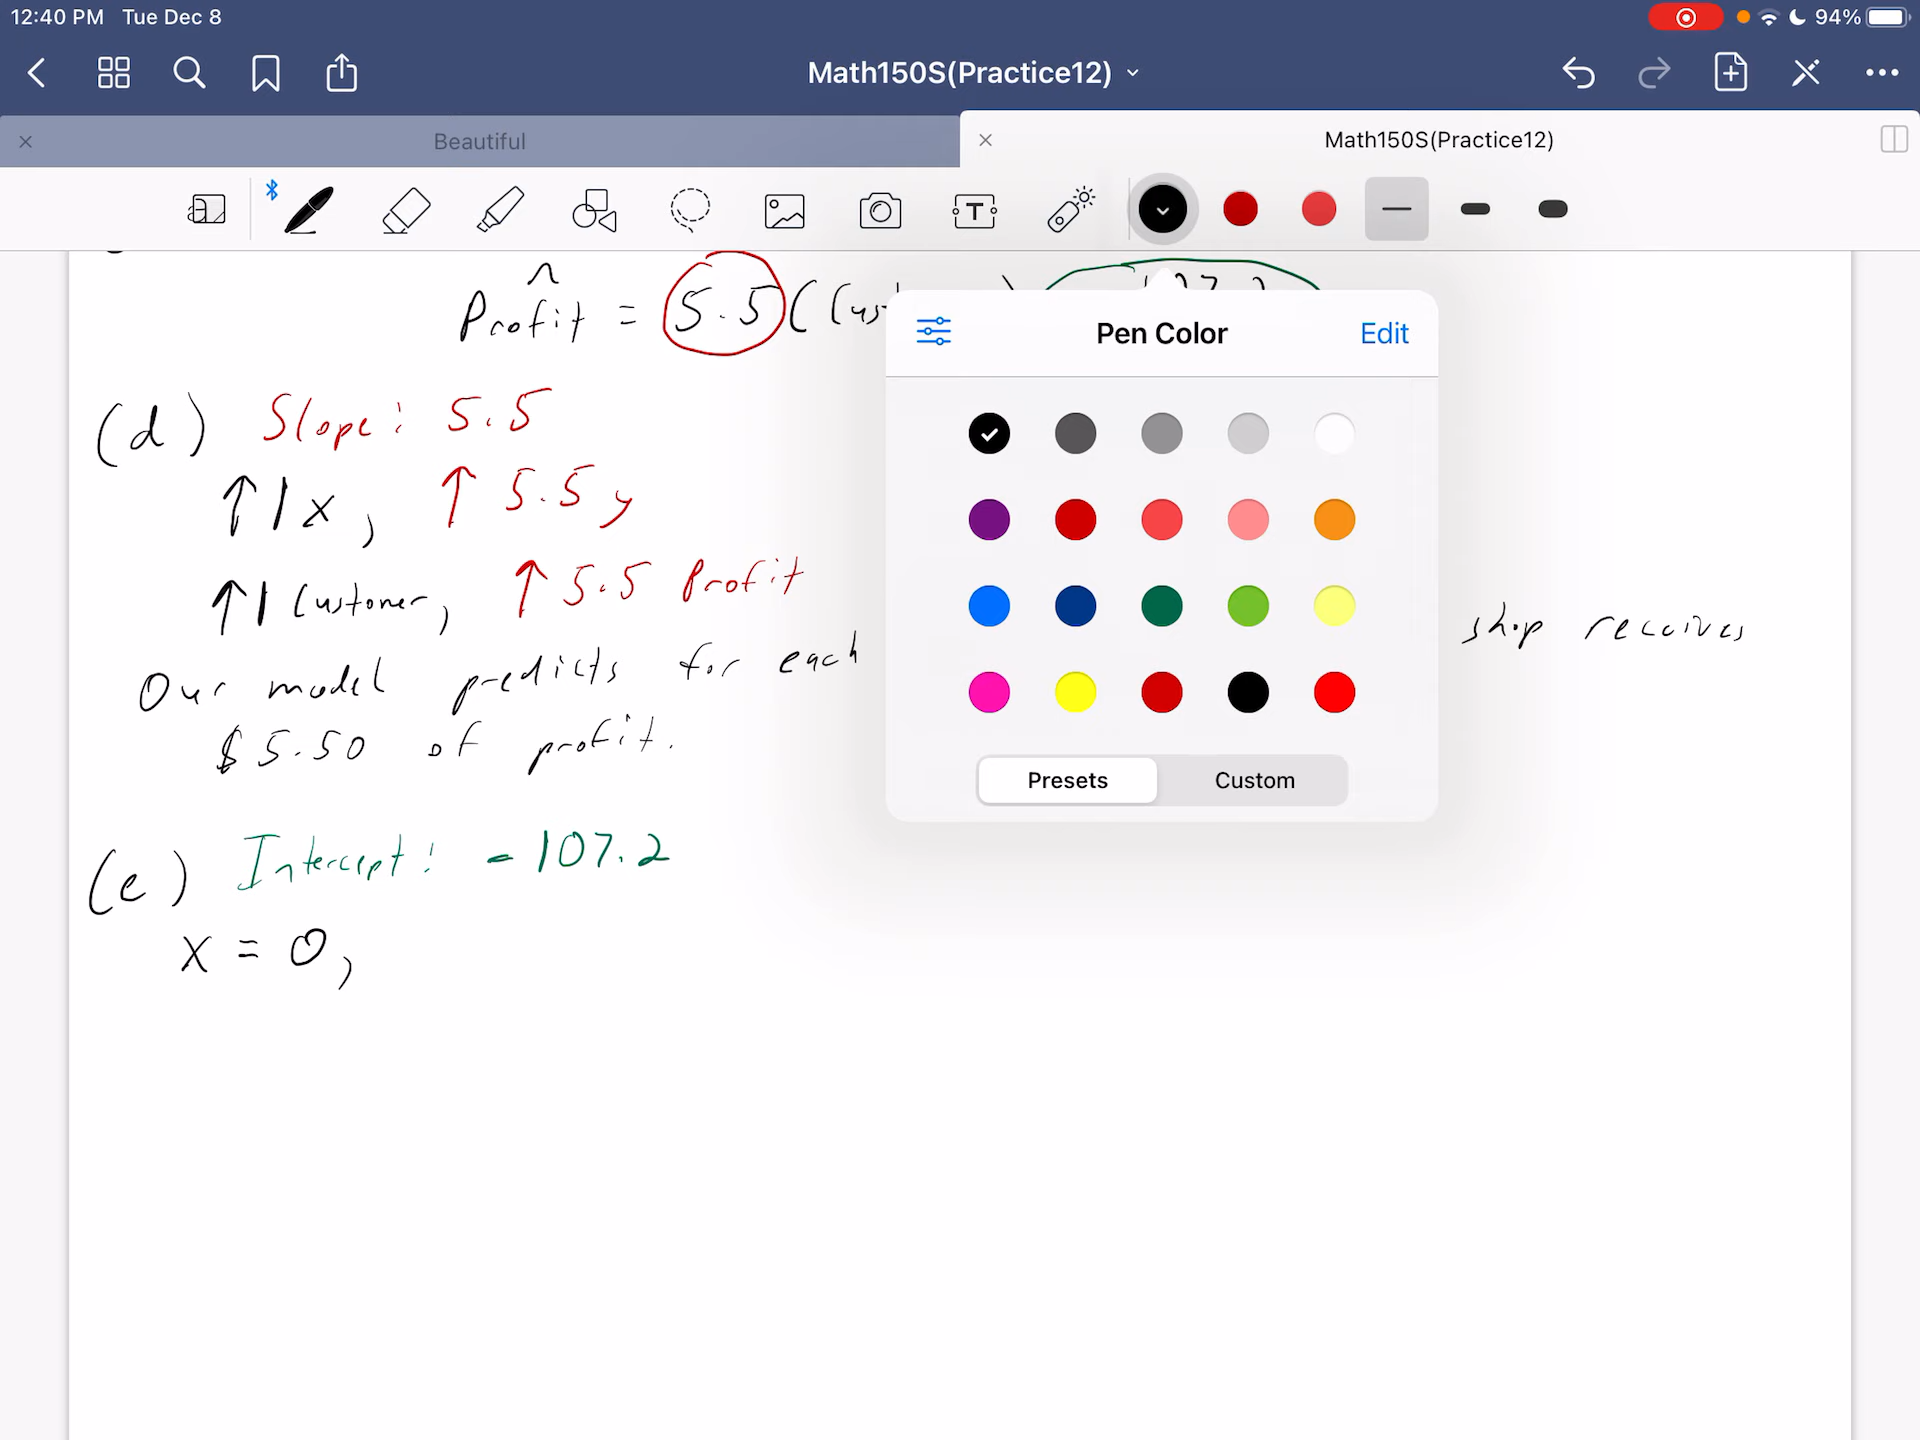 12:40 PM Tue Dec 8
94%
Math150S(Practice12)
Beautiful
Math150S(Practice12)
Profit = 5.5(
Pen Color
Edit
Presets
Custom
(d) Slope: 5.5
↑1 x, ↑ 5.5 y
↑1 Customer, ↑ 5.5 Profit
Our model predicts for each shop receives
$5.50 of profit.
(e) Intercept: -107.2
x = 0,